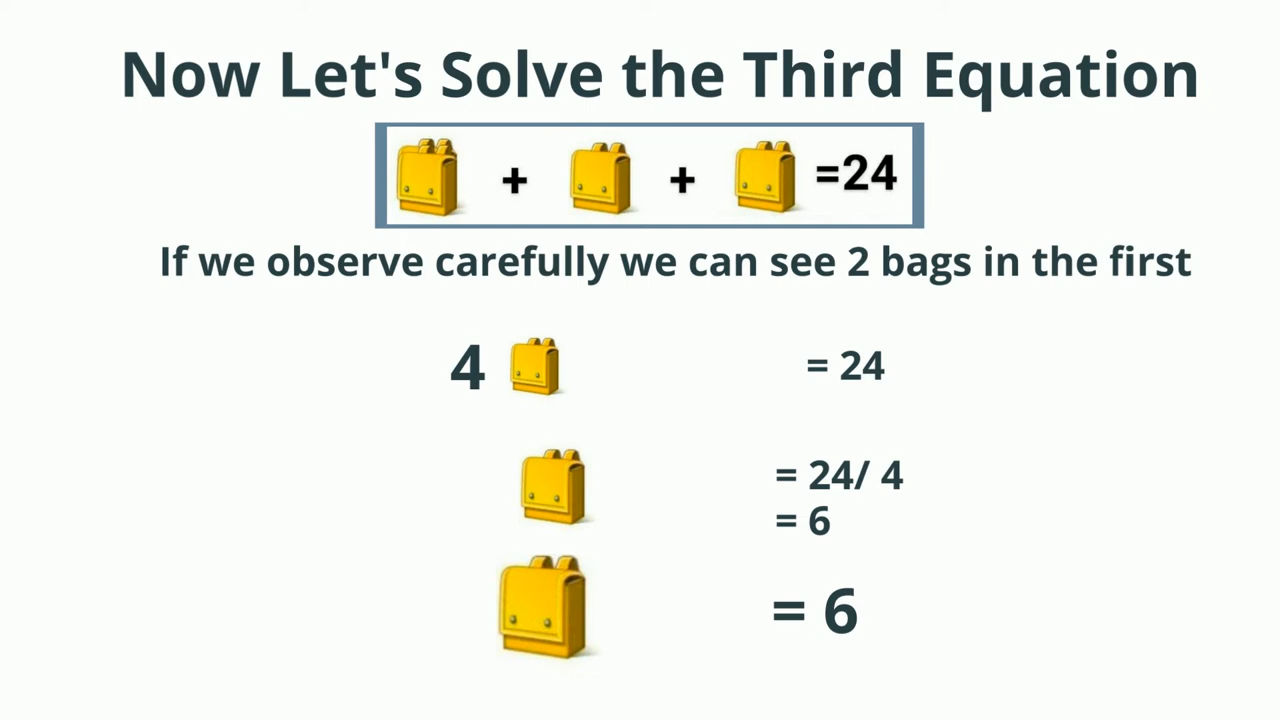 Now Let's Solve the Third Equation
+ + =24
If we observe carefully we can see 2 bags in the first
4 = 24
= 24/ 4
= 6
= 6